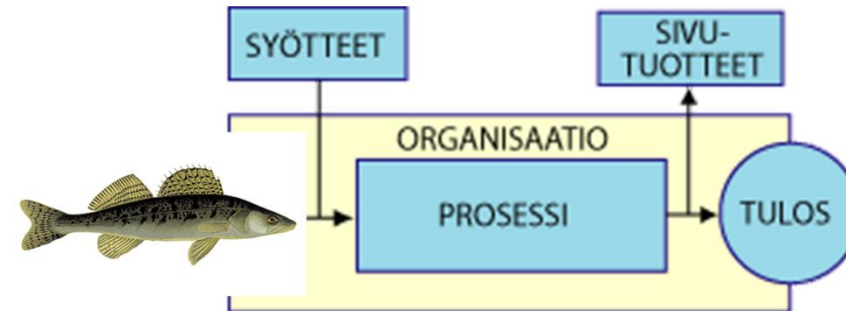 SYÖTTEET
SIVU-
TUOTTEET
ORGANISAATIO
PROSESSI
TULOS